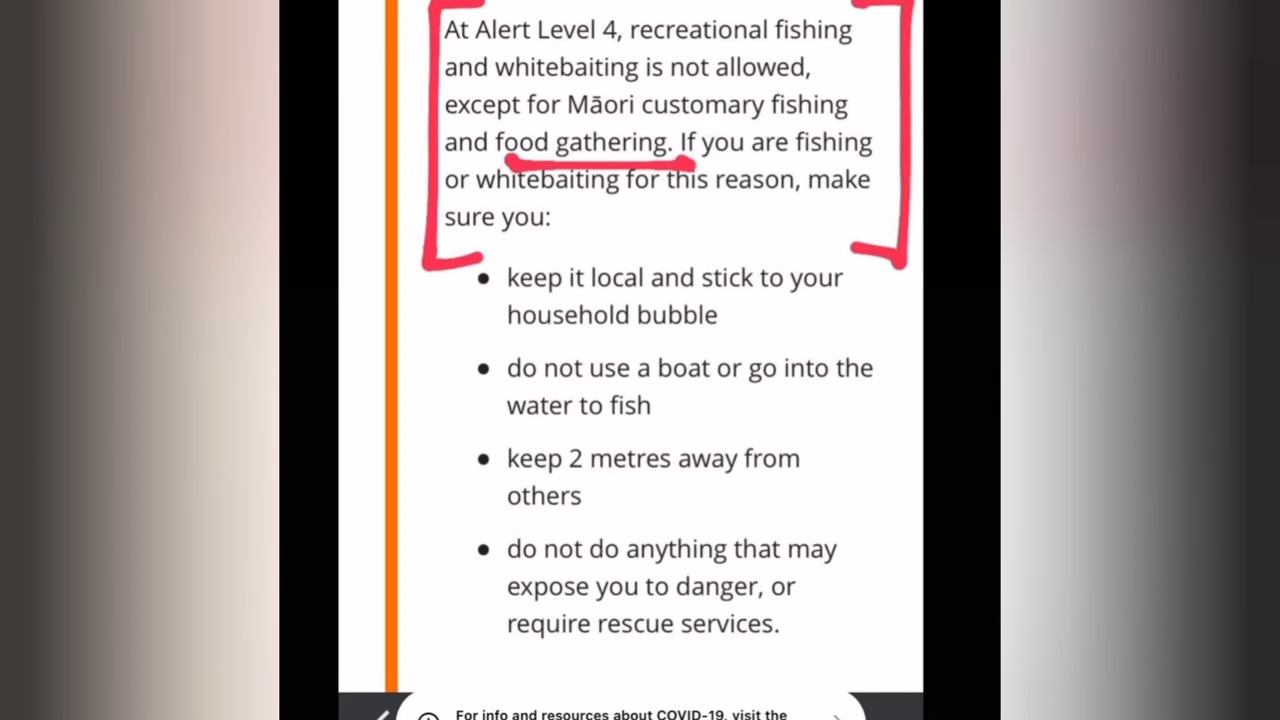 At Alert Level 4, recreational fishing
and whitebaiting is not allowed,
except for Māori customary fishing
and food gathering. If you are fishing
or whitebaiting for this reason, make
sure you:
• keep it local and stick to your
household bubble
• do not use a boat or go into the
water to fish
• keep 2 metres away from
others
• do not do anything that may
expose you to danger, or
require rescue services.
For info and resources about COVID-19, visit the